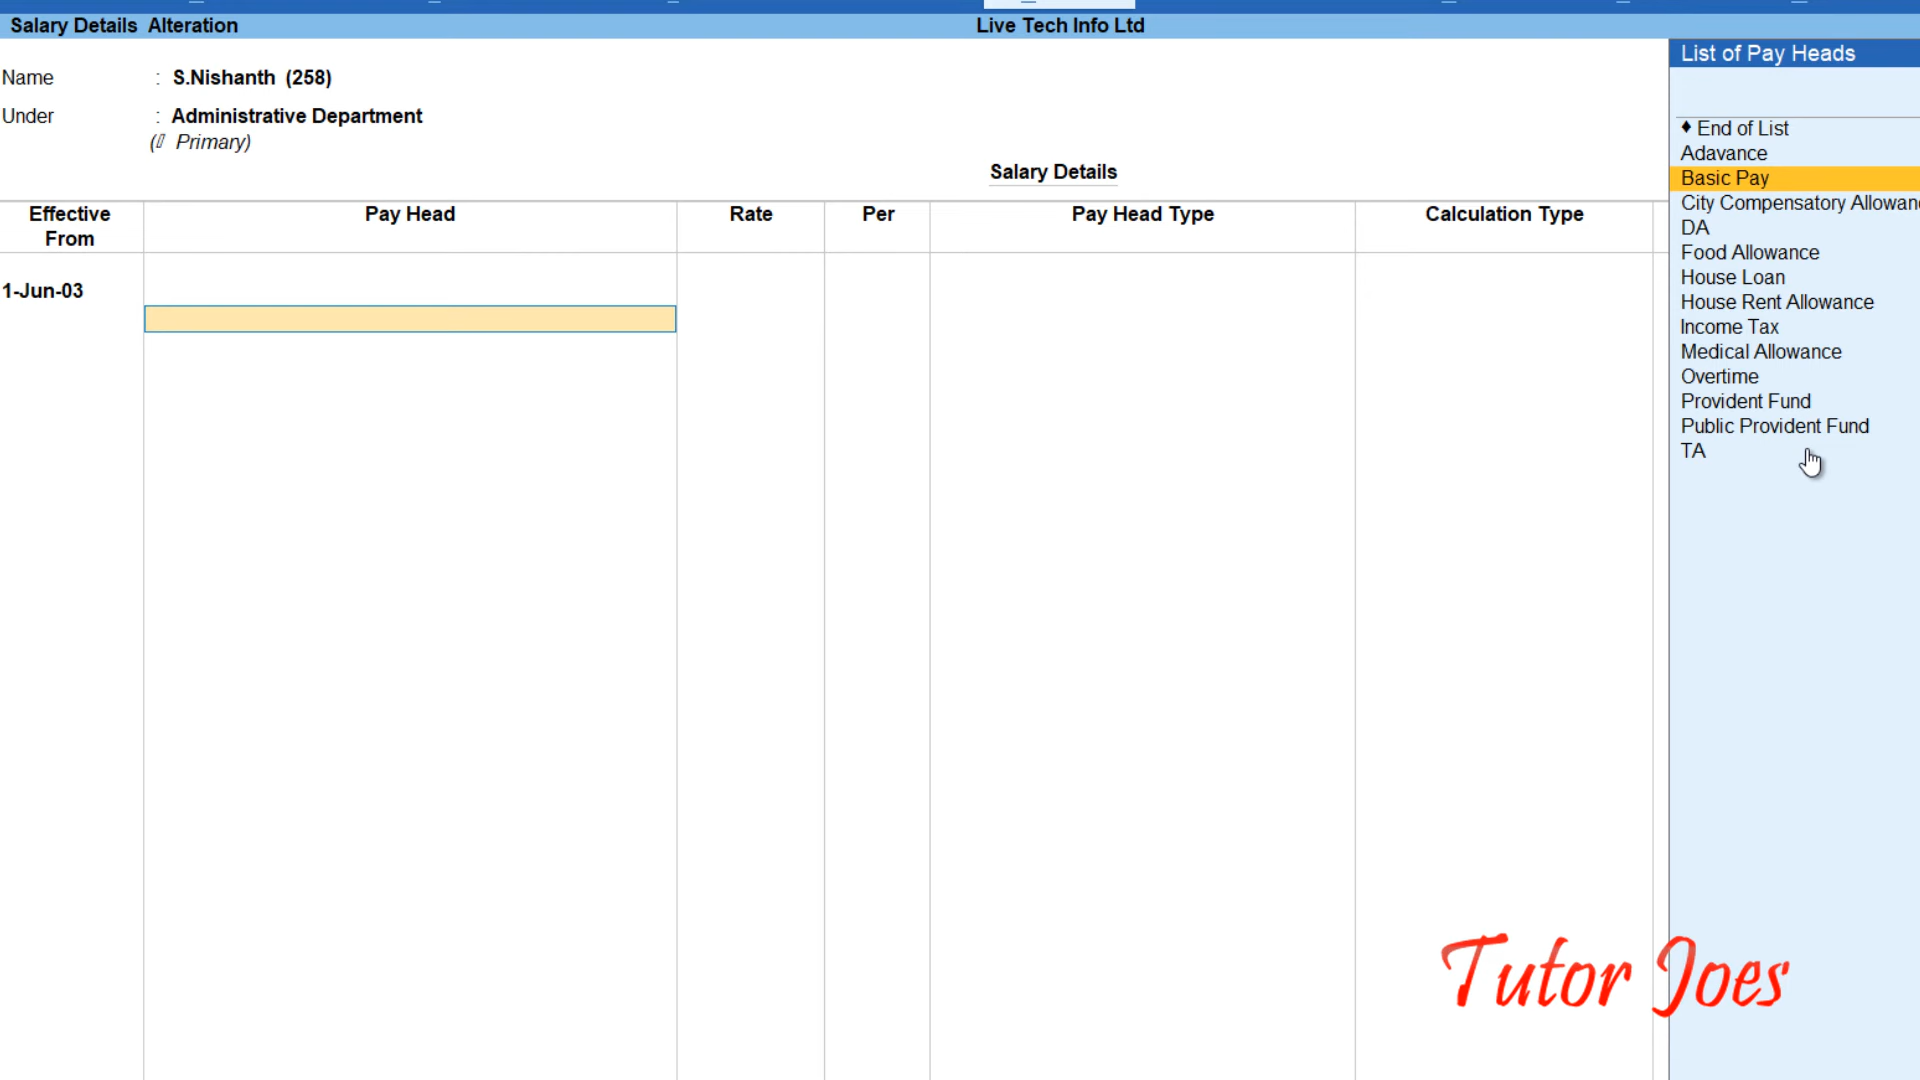 Salary Details Alteration
Live Tech Info Ltd
List of Pay Heads
Name : S.Nishanth (258)
Under : Administrative Department
( Primary)
Salary Details
Effective From
Pay Head
Rate
Per
Pay Head Type
Calculation Type
1-Jun-03
♦ End of List
Adavance
Basic Pay
City Compensatory
DA
Food Allowance
House Loan
House Rent Allowance
Income Tax
Medical Allowance
Overtime
Provident Fund
Public Provident Fund
TA
Tutor Joes